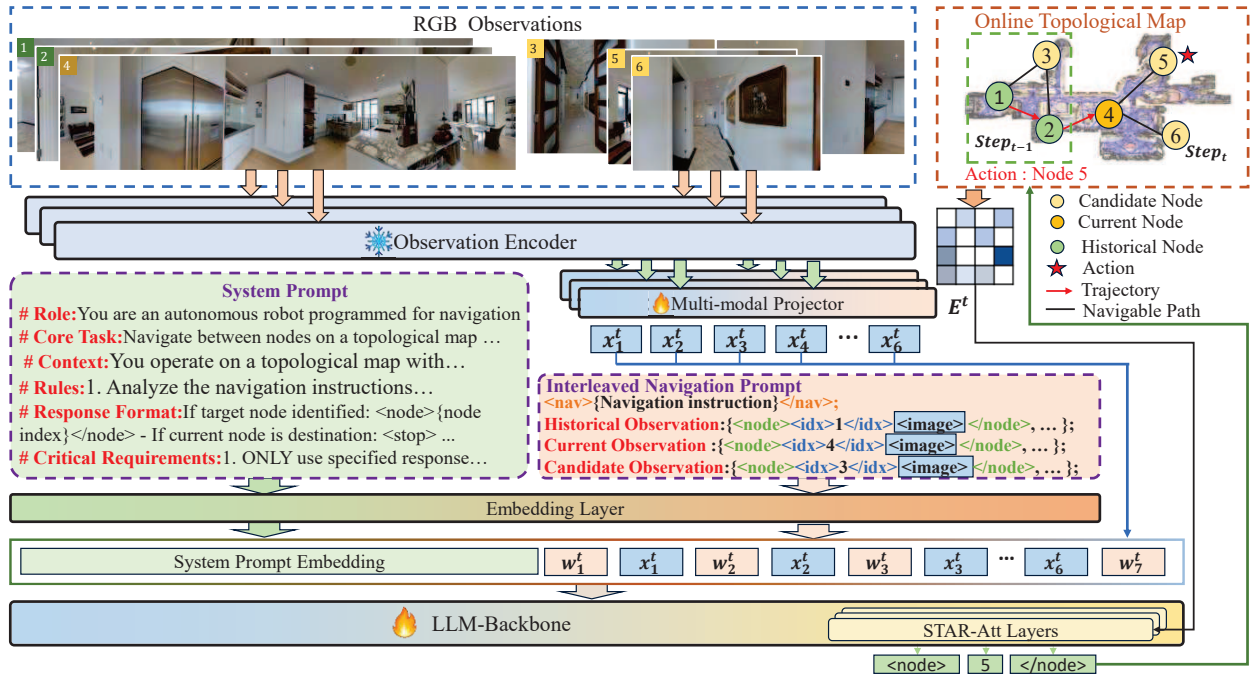 RGB Observations
1
2
4
3
5
6
Online Topological Map
3
5
1
4
2
6
Step_{t-1}
Step_t
Action : Node 5
Candidate Node
Current Node
Historical Node
Action
Trajectory
Navigable Path
Observation Encoder
Multi-modal Projector
E^t
x_1^t x_2^t x_3^t x_4^t ... x_6^t
System Prompt
# Role:You are an autonomous robot programmed for navigation
# Core Task:Navigate between nodes on a topological map …
# Context:You operate on a topological map with…
# Rules:1. Analyze the navigation instructions…
# Response Format:If target node identified: <node>{node
index}</node> - If current node is destination: <stop> ...
# Critical Requirements:1. ONLY use specified response…
Interleaved Navigation Prompt
<nav>{Navigation instruction}</nav>;
Historical Observation:{<node><idx>1</idx><image></node>, … };
Current Observation :{<node><idx>4</idx><image></node>, … };
Candidate Observation:{<node><idx>3</idx><image></node>, … };
Embedding Layer
System Prompt Embedding w_1^t x_1^t w_2^t x_2^t w_3^t x_3^t ... x_6^t w_7^t
LLM-Backbone
STAR-Att Layers
<node> 5 </node>